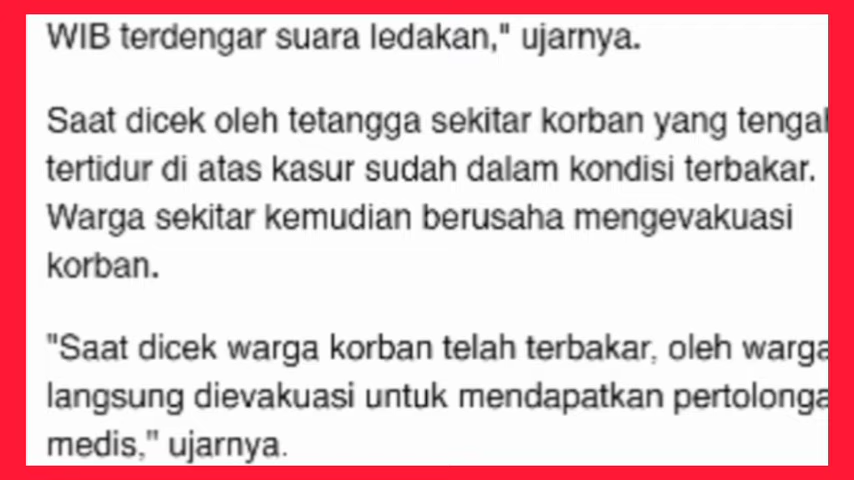 WIB terdengar suara ledakan," ujarnya.
Saat dicek oleh tetangga sekitar korban yang tengah
tertidur di atas kasur sudah dalam kondisi terbakar.
Warga sekitar kemudian berusaha mengevakuasi
korban.
"Saat dicek warga korban telah terbakar, oleh warga
langsung dievakuasi untuk mendapatkan pertolonga
medis," ujarnya.